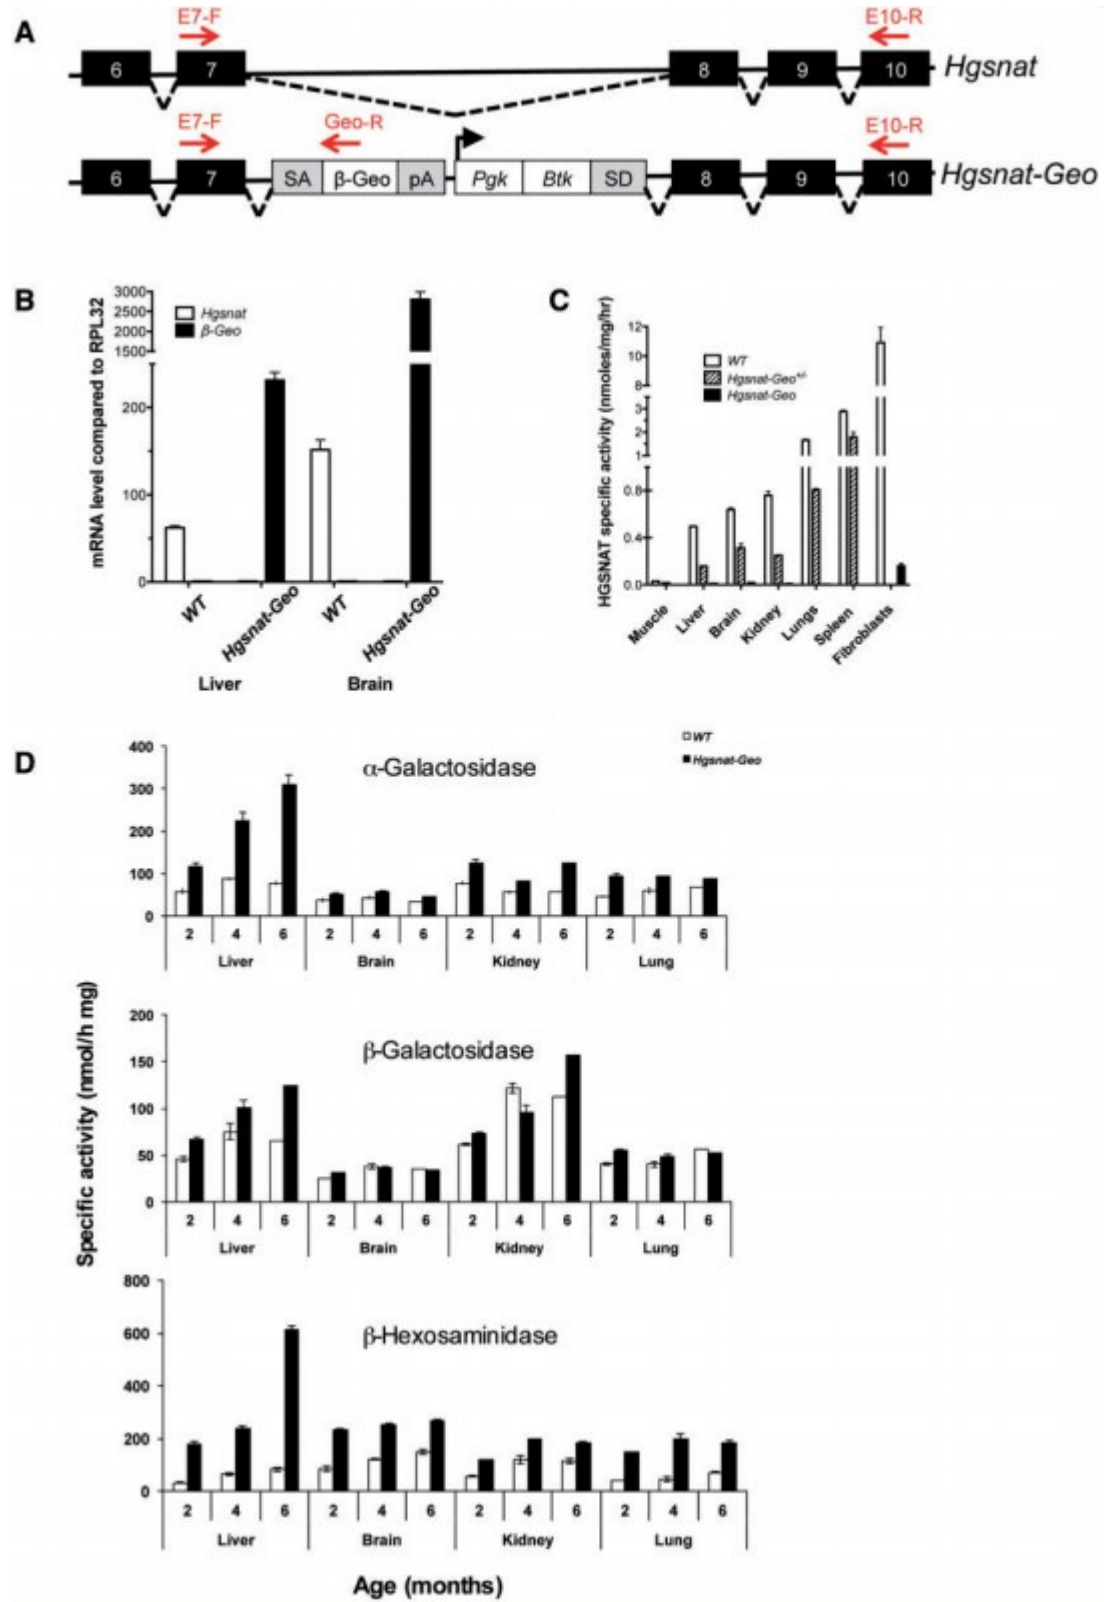 A
E7-F E10-R
6 7 8 9 10 Hgsnat
E7-F Geo-R E10-R
6 7 SA β-Geo pA Pgk Btk SD 8 9 10 Hgsnat-Geo
B
mRNA level compared to RPL32
3000
2500
2000
1500
200
100
0
Hgsnat
β-Geo
WT Hgsnat-Geo WT Hgsnat-Geo
Liver Brain
C
HGSNAT specific activity (nmoles/mg/hr)
12
10
8
3
2
1
0.8
0.4
0.0
WT
Hgsnat-Geo+/-
Hgsnat-Geo
Muscle Liver Brain Kidney Lungs Spleen Fibroblasts
D
WT
Hgsnat-Geo
Specific activity (nmol/h mg)
α-Galactosidase
400
300
200
100
0
2 4 6 2 4 6 2 4 6 2 4 6
Liver Brain Kidney Lung
β-Galactosidase
200
150
100
50
0
2 4 6 2 4 6 2 4 6 2 4 6
Liver Brain Kidney Lung
β-Hexosaminidase
800
600
400
200
0
2 4 6 2 4 6 2 4 6 2 4 6
Liver Brain Kidney Lung
Age (months)